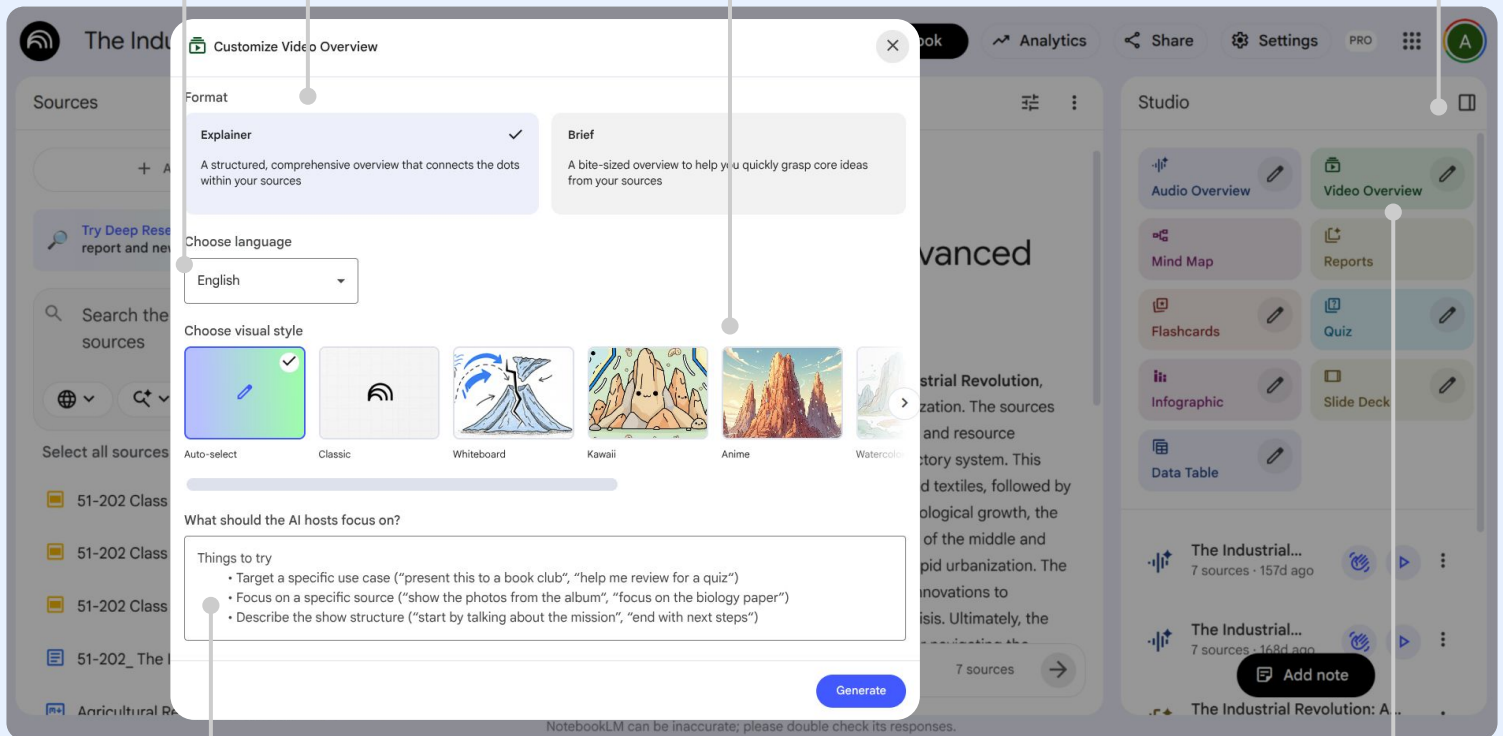 The Indu
Customize Video Overview
ook
Analytics
Share
Settings
PRO
A
Sources
Format
Explainer
A structured, comprehensive overview that connects the dots
within your sources
Brief
A bite-sized overview to help you quickly grasp core ideas
from your sources
Try Deep Rese
report and nev
Choose language
English
vanced
Search the
sources
Choose visual style
Auto-select
Classic
Whiteboard
Kawaii
Anime
Watercolo
strial Revolution,
zation. The sources
and resource
ctory system. This
d textiles, followed by
ological growth, the
of the middle and
pid urbanization. The
nnovations to
isis. Ultimately, the
Select all sources
51-202 Class
51-202 Class
51-202 Class
51-202_ The I
Agricultural Re
What should the AI hosts focus on?
Things to try
• Target a specific use case (“present this to a book club”, “help me review for a quiz”)
• Focus on a specific source (“show the photos from the album”, “focus on the biology paper”)
• Describe the show structure (“start by talking about the mission”, “end with next steps”)
7 sources
Generate
Studio
Audio Overview
Video Overview
Mind Map
Reports
Flashcards
Quiz
Infographic
Slide Deck
Data Table
The Industrial...
7 sources · 157d ago
The Industrial...
7 sources · 168d ago
Add note
The Industrial Revolution: A...
NotebookLM can be inaccurate; please double check its responses.